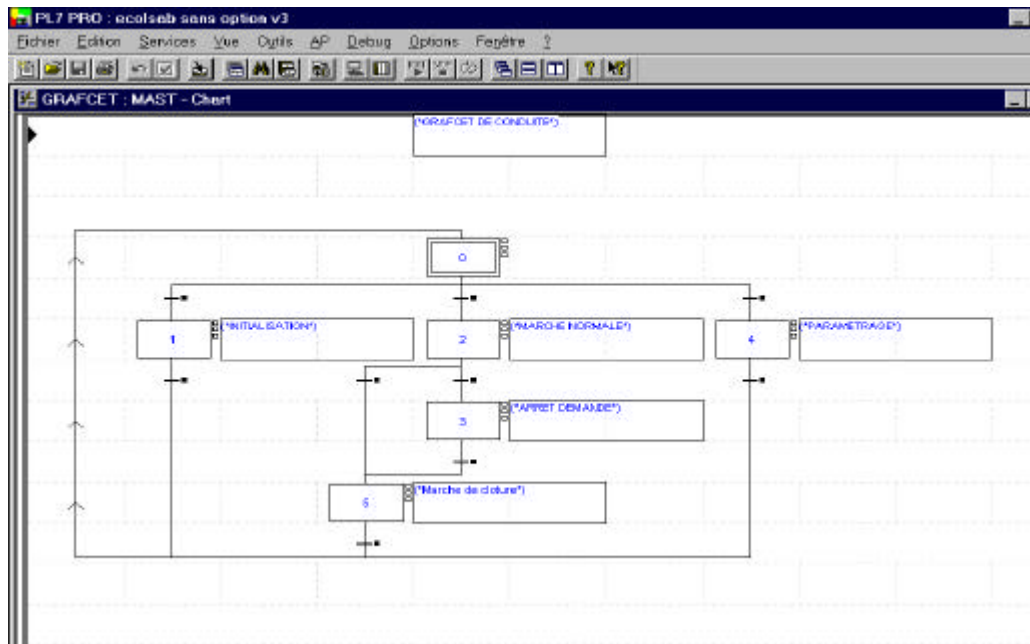 PL7 PRO : ecolsab sans option v3
Fichier Edition Services Vue Outils AP Debug Options Fenêtre ?
GRAFCET : MAST - Chart
(*GRAFCET DE CONDUITE*)
0
1 (*INITIALISATION*) 2 (*MARCHE NORMALE*) 4 (*PARAMETRAGE*)
3 (*ARRET DEMANDE*)
5 (*Marche de cloture*)